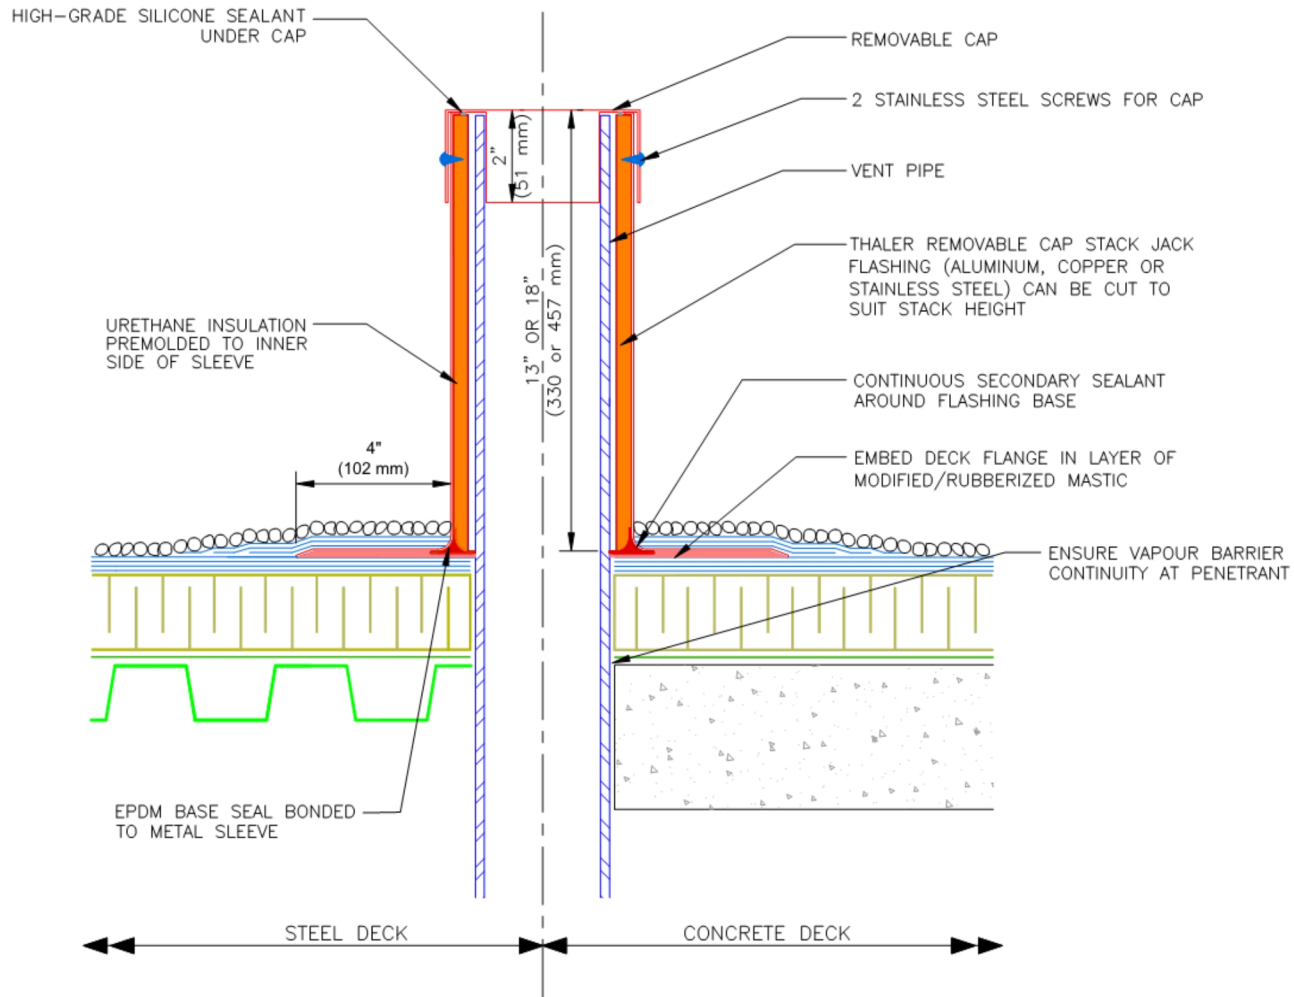 HIGH-GRADE SILICONE SEALANT
UNDER CAP
REMOVABLE CAP
2 STAINLESS STEEL SCREWS FOR CAP
VENT PIPE
2"
(51 mm)
THALER REMOVABLE CAP STACK JACK
FLASHING (ALUMINUM, COPPER OR
STAINLESS STEEL) CAN BE CUT TO
SUIT STACK HEIGHT
13" OR 18"
(330 or 457 mm)
URETHANE INSULATION
PREMOLDED TO INNER
SIDE OF SLEEVE
CONTINUOUS SECONDARY SEALANT
AROUND FLASHING BASE
4"
(102 mm)
EMBED DECK FLANGE IN LAYER OF
MODIFIED/RUBBERIZED MASTIC
ENSURE VAPOUR BARRIER
CONTINUITY AT PENETRANT
EPDM BASE SEAL BONDED
TO METAL SLEEVE
STEEL DECK
CONCRETE DECK